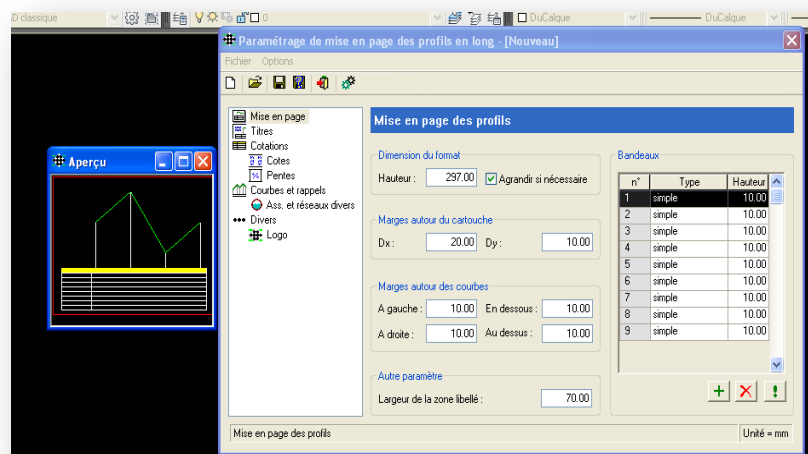 D classique
0
DuCalque
DuCalque
Paramétrage de mise en page des profils en long - [Nouveau]
Fichier Options
Mise en page
Titres
Cotations
Cotes
Pentes
Courbes et rappels
Ass. et réseaux divers
Divers
Logo
Aperçu
Mise en page des profils
Dimension du format
Hauteur : 297.00 Agrandir si nécessaire
Marges autour du cartouche
Dx : 20.00 Dy : 10.00
Marges autour des courbes
A gauche : 10.00 En dessous : 10.00
A droite : 10.00 Au dessus : 10.00
Autre paramètre
Largeur de la zone libellé : 70.00
Bandeaux
n° Type Hauteur
1 simple 10.00
2 simple 10.00
3 simple 10.00
4 simple 10.00
5 simple 10.00
6 simple 10.00
7 simple 10.00
8 simple 10.00
9 simple 10.00
Mise en page des profils
Unité = mm